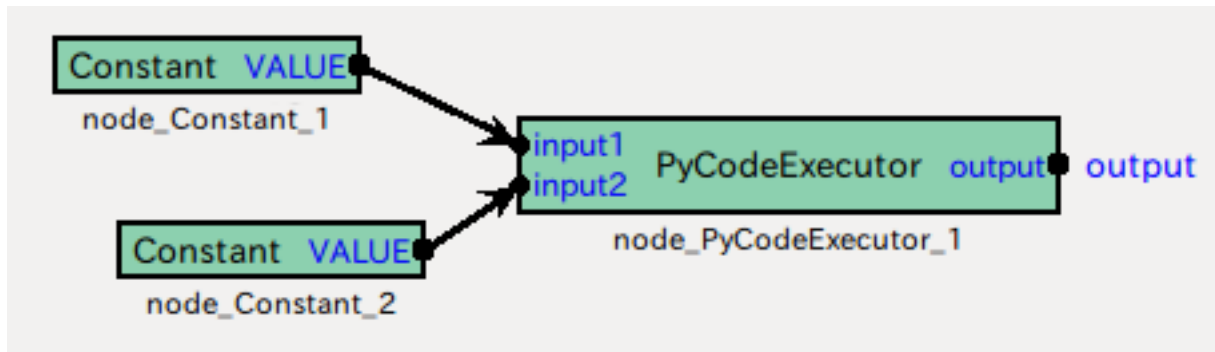 Constant VALUE
node_Constant_1
input1
input2
PyCodeExecutor output
output
node_PyCodeExecutor_1
Constant VALUE
node_Constant_2